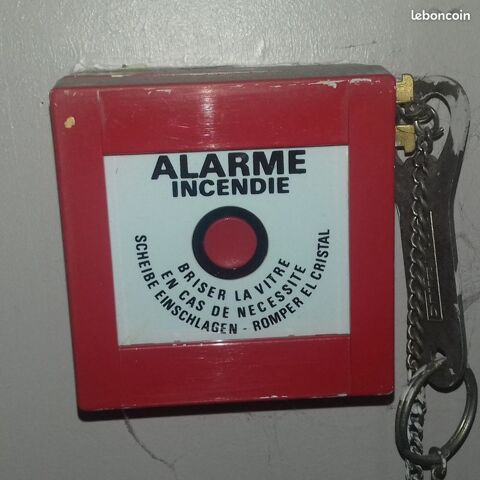 leboncoin
ALARME
INCENDIE
BRISER LA VITRE
EN CAS DE NECESSITE
SCHEIBE EINSCHLAGEN - ROMPER EL CRISTAL